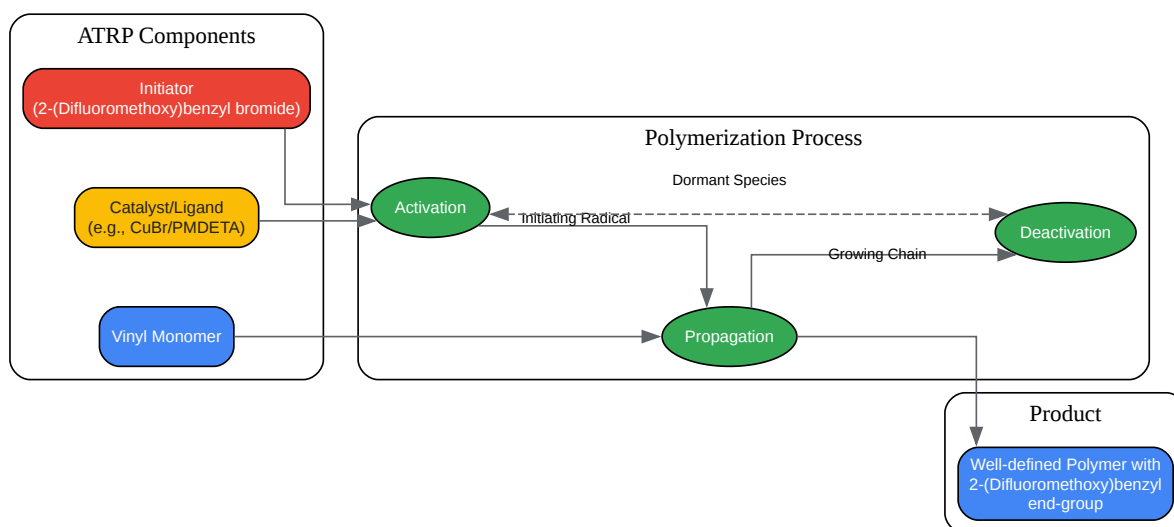 ATRP Components
Initiator
(2-(Difluoromethoxy)benzyl bromide)
Catalyst/Ligand
(e.g., CuBr/PMDETA)
Vinyl Monomer
Polymerization Process
Dormant Species
Activation
Initiating Radical
Deactivation
Growing Chain
Propagation
Product
Well-defined Polymer with
2-(Difluoromethoxy)benzyl
end-group